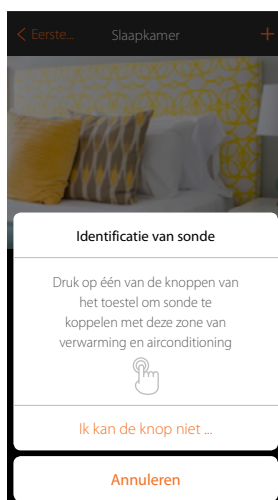 Eerste... Slaapkamer +
Identificatie van sonde
Druk op één van de knoppen van
het toestel om sonde te
koppelen met deze zone van
verwarming en airconditioning
Ik kan de knop niet ...
Annuleren